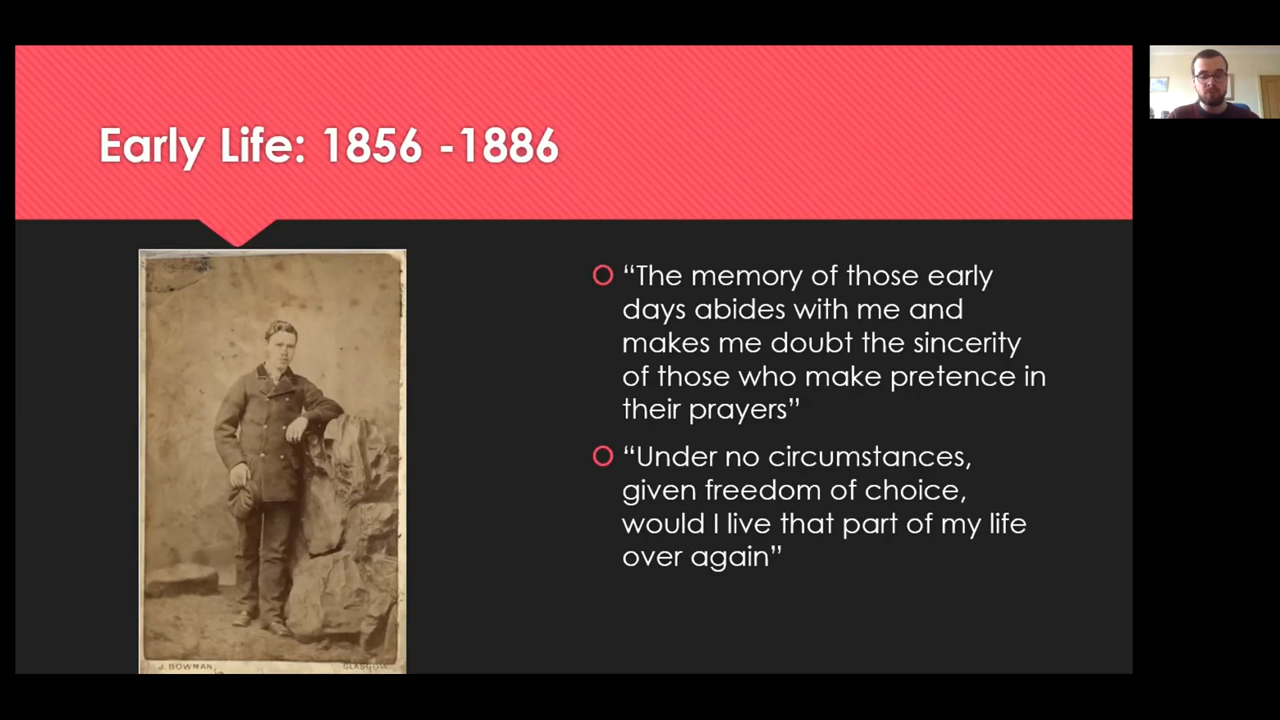 Early Life: 1856 -1886
“The memory of those early
days abides with me and
makes me doubt the sincerity
of those who make pretence in
their prayers”
“Under no circumstances,
given freedom of choice,
would I live that part of my life
over again”
J. BOWMAN,
GLASGOW.